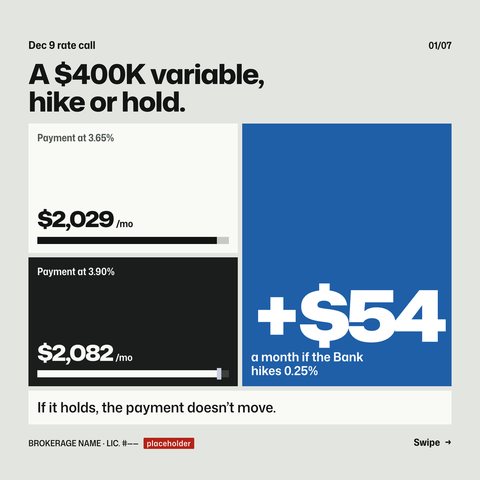 Dec 9 rate call
01/07
A $400K variable,
hike or hold.
Payment at 3.65%
$2,029 /mo
Payment at 3.90%
$2,082 /mo
+$54
a month if the Bank
hikes 0.25%
If it holds, the payment doesn’t move.
BROKERAGE NAME · LIC. #—— placeholder
Swipe →